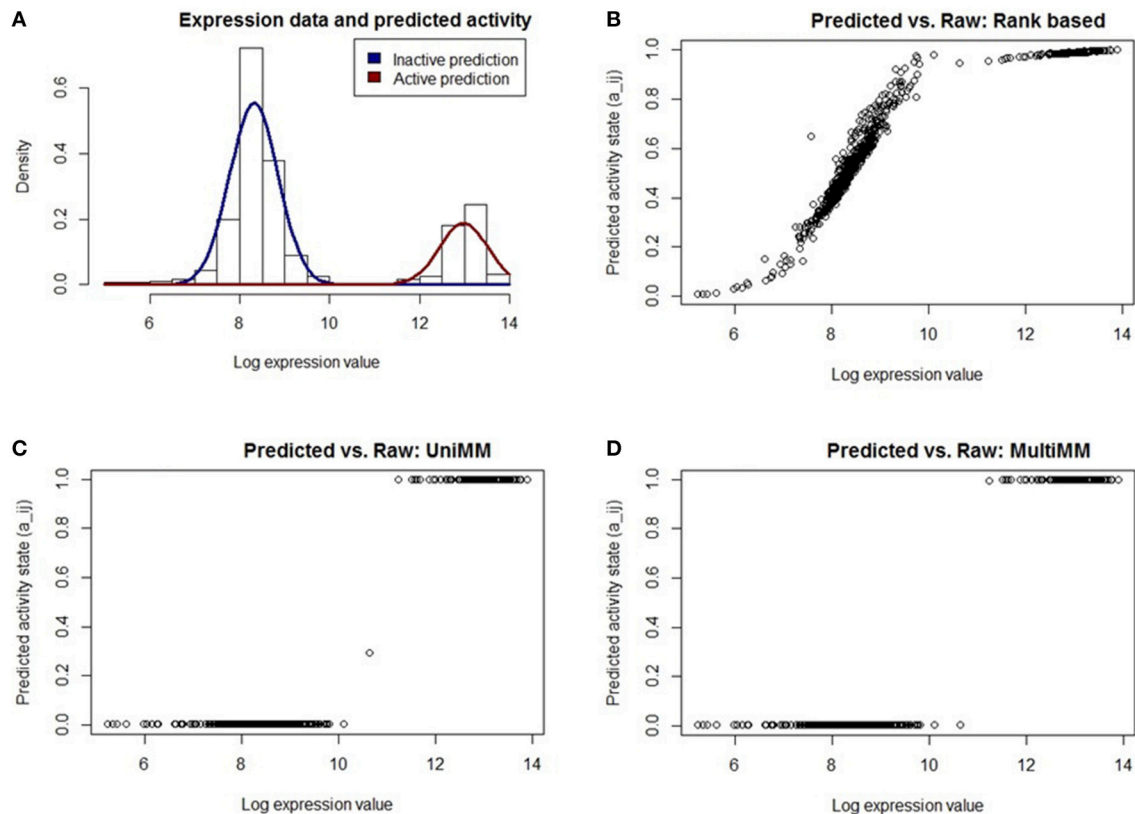 A
Expression data and predicted activity
Inactive prediction
Active prediction
Density
0.0 0.2 0.4 0.6
6 8 10 12 14
Log expression value
B
Predicted vs. Raw: Rank based
Predicted activity state (a_ij)
0.0 0.2 0.4 0.6 0.8 1.0
6 8 10 12 14
Log expression value
C
Predicted vs. Raw: UniMM
Predicted activity state (a_ij)
0.0 0.2 0.4 0.6 0.8 1.0
6 8 10 12 14
Log expression value
D
Predicted vs. Raw: MultiMM
Predicted activity state (a_ij)
0.0 0.2 0.4 0.6 0.8 1.0
6 8 10 12 14
Log expression value